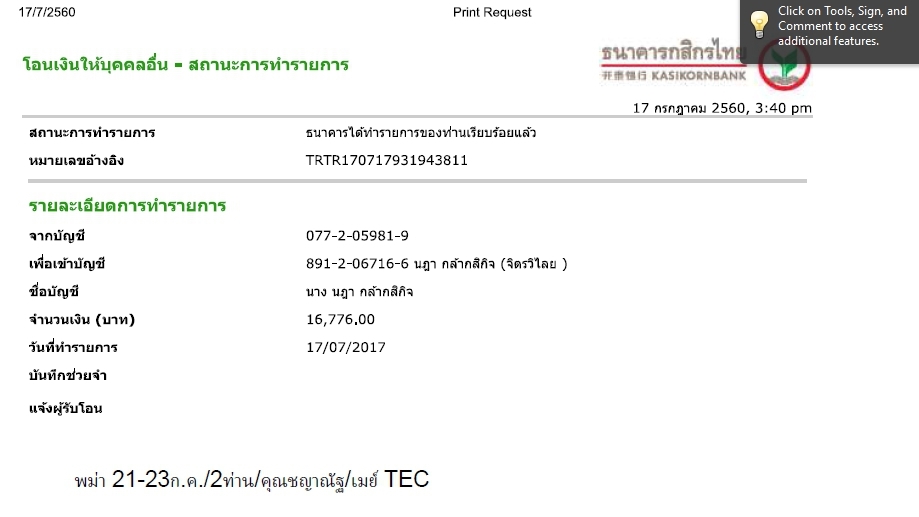 17/7/2560
Print Request
Click on Tools, Sign, and
Comment to access
additional features.
ธนาคารกสิกรไทย
开泰银行 KASIKORNBANK
โอนเงินให้บุคคลอื่น - สถานะการทำรายการ
17 กรกฎาคม 2560, 3:40 pm
สถานะการทำรายการ ธนาคารได้ทำรายการของท่านเรียบร้อยแล้ว
หมายเลขอ้างอิง TRTR170717931943811
รายละเอียดการทำรายการ
จากบัญชี 077-2-05981-9
เพื่อเข้าบัญชี 891-2-06716-6 นฎา กล้ากสิกิจ (จิตรวิไลย )
ชื่อบัญชี นาง นฎา กล้ากสิกิจ
จำนวนเงิน (บาท) 16,776.00
วันที่ทำรายการ 17/07/2017
บันทึกช่วยจำ
แจ้งผู้รับโอน
พม่า 21-23ก.ค./2ท่าน/คุณชญาณัฐ/เมย์ TEC